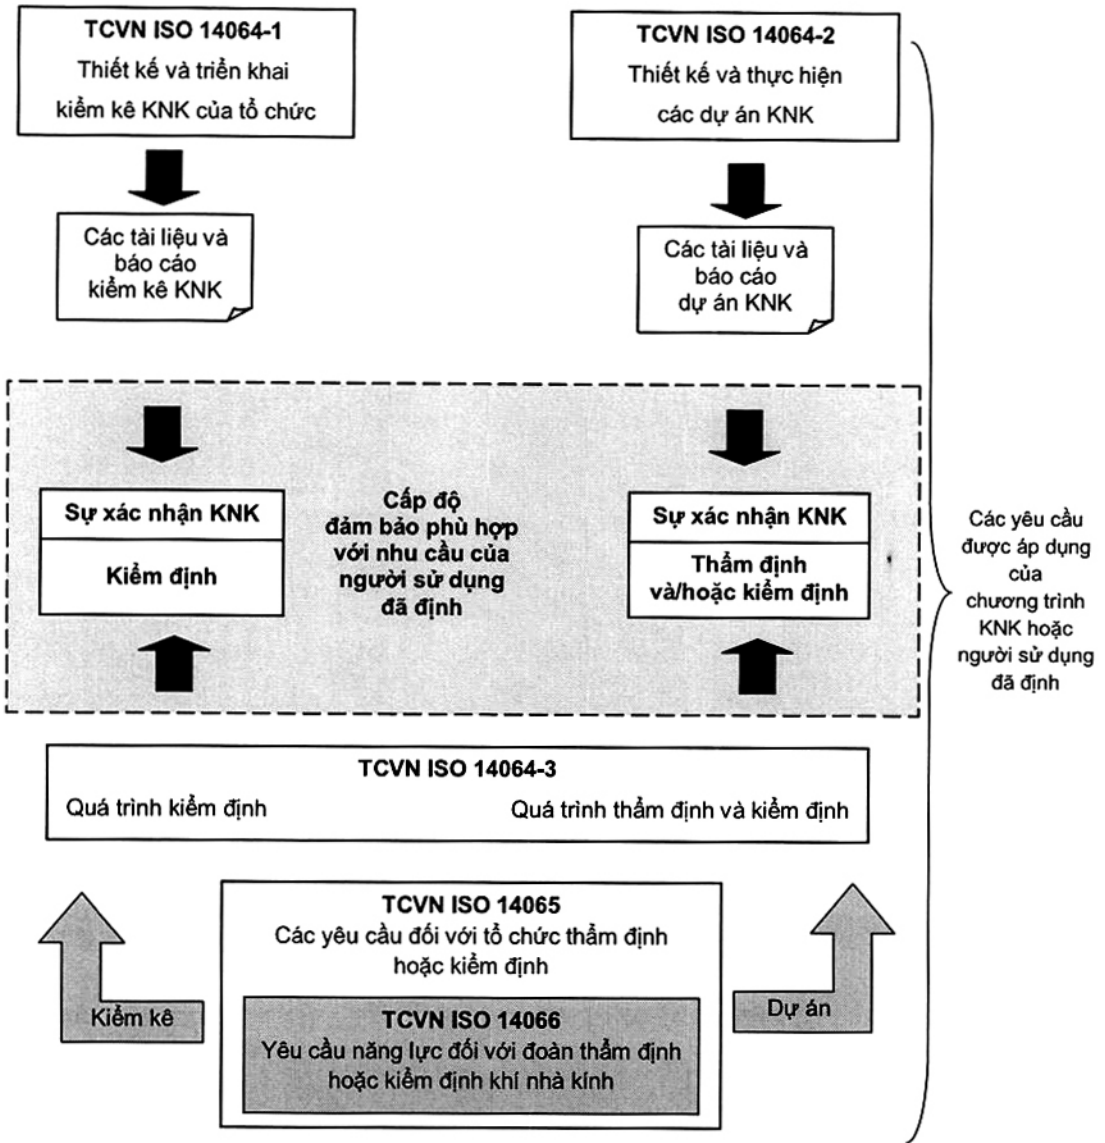 TCVN ISO 14064-1
Thiết kế và triển khai
kiểm kê KNK của tổ chức
TCVN ISO 14064-2
Thiết kế và thực hiện
các dự án KNK
Các tài liệu và
báo cáo
kiểm kê KNK
Các tài liệu và
báo cáo
dự án KNK
Sự xác nhận KNK
Kiểm định
Cấp độ
đảm bảo phù hợp
với nhu cầu của
người sử dụng
đã định
Sự xác nhận KNK
Thẩm định
và/hoặc kiểm định
Các yêu cầu
được áp dụng
của
chương trình
KNK hoặc
người sử dụng
đã định
TCVN ISO 14064-3
Quá trình kiểm định
Quá trình thẩm định và kiểm định
TCVN ISO 14065
Các yêu cầu đối với tổ chức thẩm định
hoặc kiểm định
Kiểm kê
Dự án
TCVN ISO 14066
Yêu cầu năng lực đối với đoàn thẩm định
hoặc kiểm định khí nhà kính